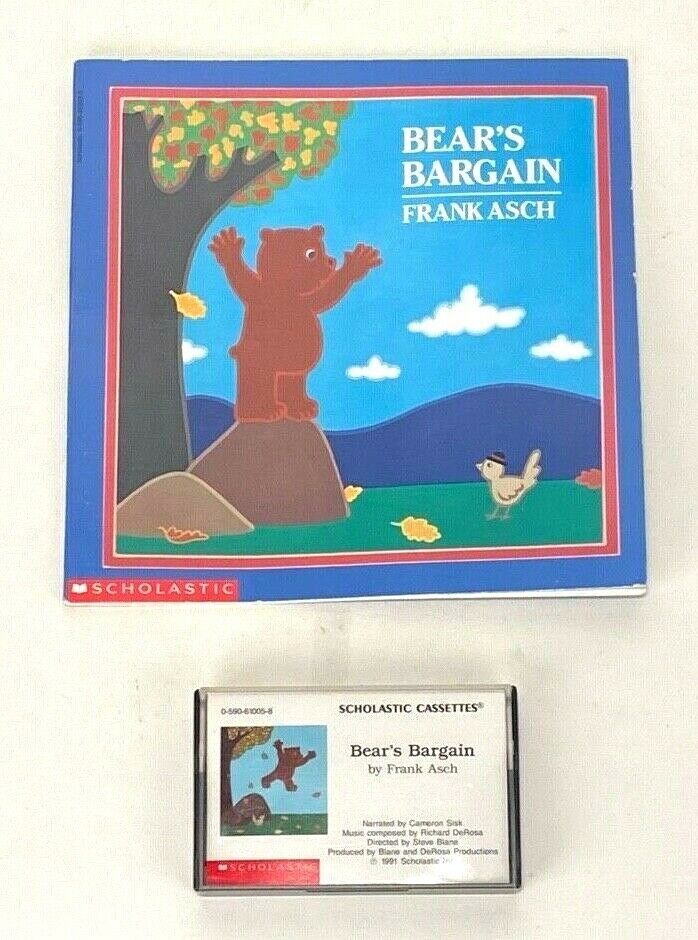 BEAR'S
BARGAIN
FRANK ASCH
SCHOLASTIC
0-590-61005-8
SCHOLASTIC CASSETTES®
Bear's Bargain
by Frank Asch
Narrated by Cameron Sisk
Music composed by Richard DeRosa
Directed by Steve Blane
Produced by Blane and DeRosa Productions
℗ 1991 Scholastic
SCHOLASTIC